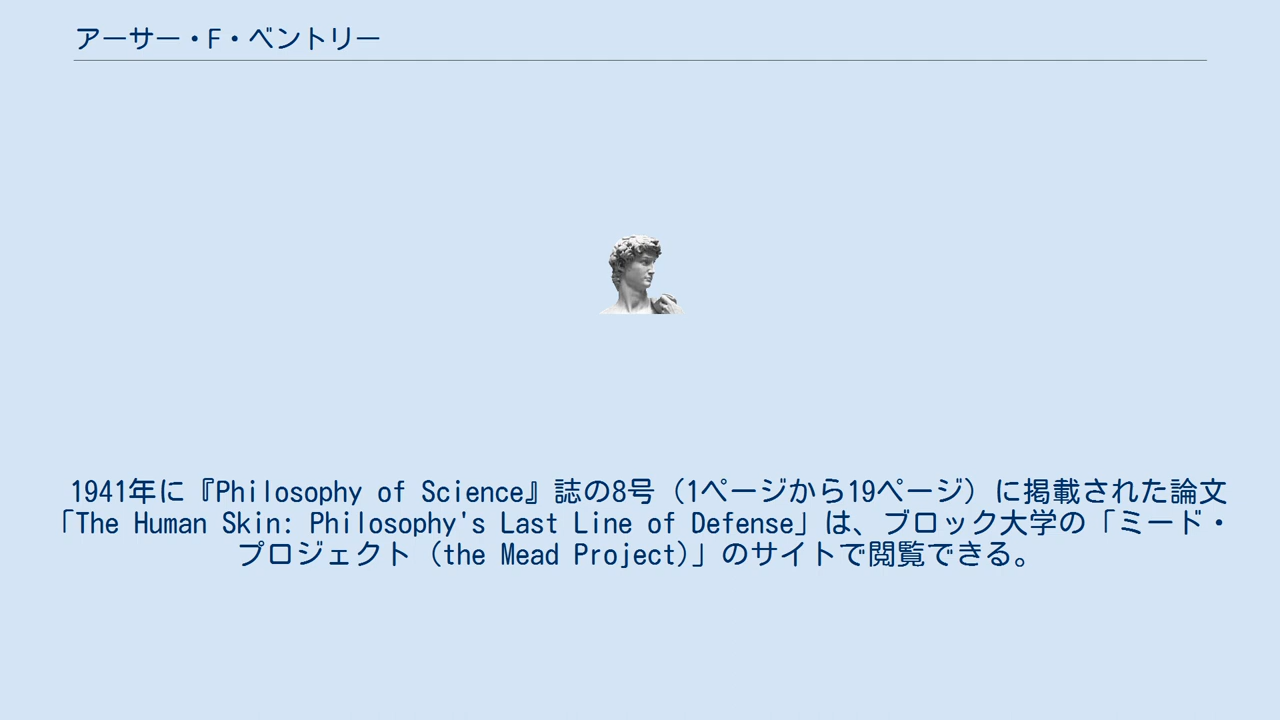 アーサー・F・ベントリー
1941年に『Philosophy of Science』誌の8号（1ページから19ページ）に掲載された論文
「The Human Skin: Philosophy's Last Line of Defense」は、ブロック大学の「ミード・
プロジェクト（the Mead Project)」のサイトで閲覧できる。